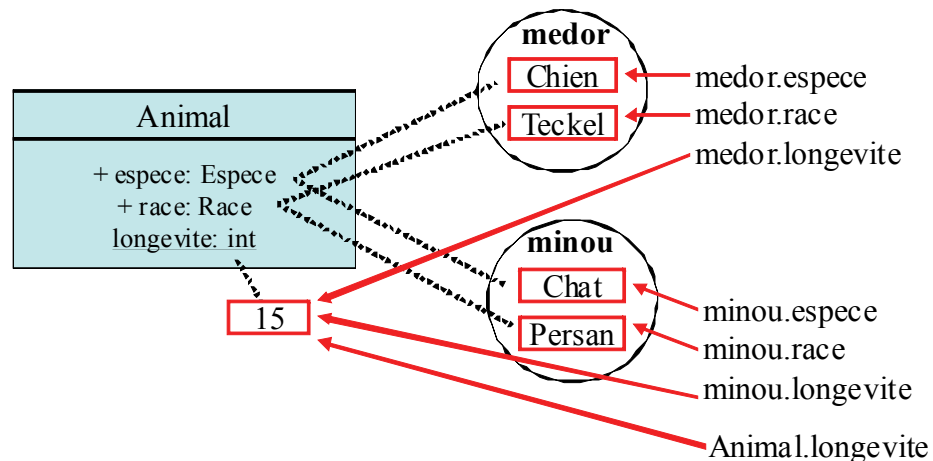 Animal
+ espece: Espece
+ race: Race
longevite: int
15
medor
Chien
Teckel
minou
Chat
Persan
medor.espece
medor.race
medor.longevite
minou.espece
minou.race
minou.longevite
Animal.longevite